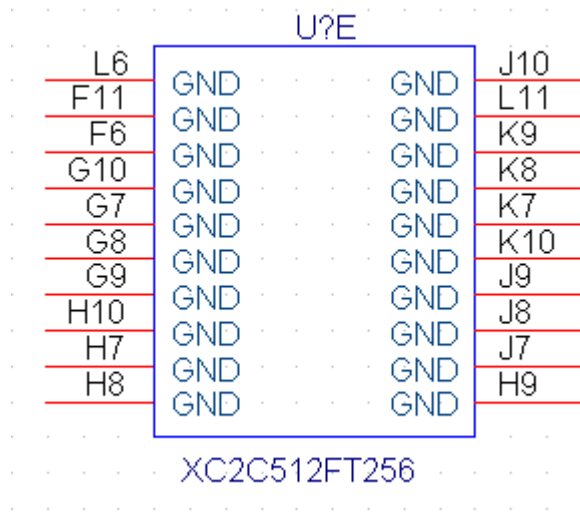 U?E
L6 GND GND J10
F11 GND GND L11
F6 GND GND K9
G10 GND GND K8
G7 GND GND K7
G8 GND GND K10
G9 GND GND J9
H10 GND GND J8
H7 GND GND J7
H8 GND GND H9
XC2C512FT256